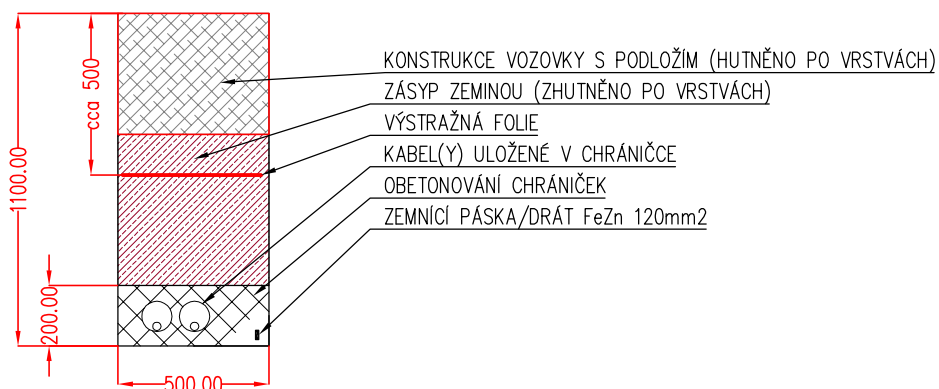 KONSTRUKCE VOZOVKY S PODLOŽÍM (HUTNĚNO PO VRSTVÁCH)
ZÁSYP ZEMINOU (ZHUTNĚNO PO VRSTVÁCH)
VÝSTRAŽNÁ FOLIE
KABEL(Y) ULOŽENÉ V CHRÁNIČCE
OBETONOVÁNÍ CHRÁNIČEK
ZEMNÍCÍ PÁSKA/DRÁT FeZn 120mm2
cca 500
1100.00
200.00
500.00